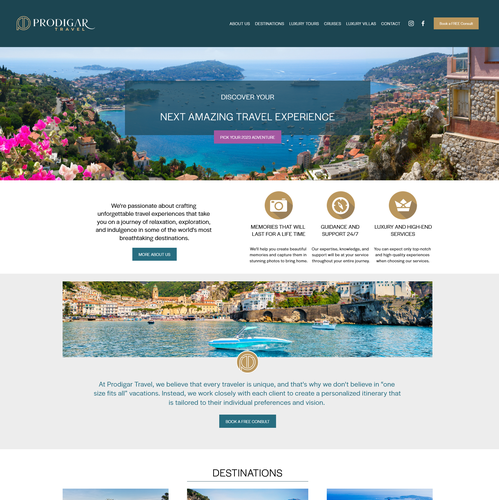 PRODIGAR
TRAVEL
ABOUT US DESTINATIONS LUXURY TOURS CRUISES LUXURY VILLAS CONTACT
Book a FREE Consult
DISCOVER YOUR
NEXT AMAZING TRAVEL EXPERIENCE
PICK YOUR 2023 ADVENTURE
We're passionate about crafting
unforgettable travel experiences that take
you on a journey of relaxation, exploration,
and indulgence in some of the world's most
breathtaking destinations.
MORE ABOUT US
MEMORIES THAT WILL
LAST FOR A LIFE TIME
We'll help you create beautiful
memories and capture them in
stunning photos to bring home.
GUIDANCE AND
SUPPORT 24/7
Our expertise, knowledge, and
support will be at your service
throughout your entire journey.
LUXURY AND HIGH-END
SERVICES
You can expect only top-notch
and high-quality experiences
when choosing our services.
At Prodigar Travel, we believe that every traveler is unique, and that's why we don't believe in "one
size fits all" vacations. Instead, we work closely with each client to create a personalized itinerary that
is tailored to their individual preferences and vision.
BOOK A FREE CONSULT
DESTINATIONS